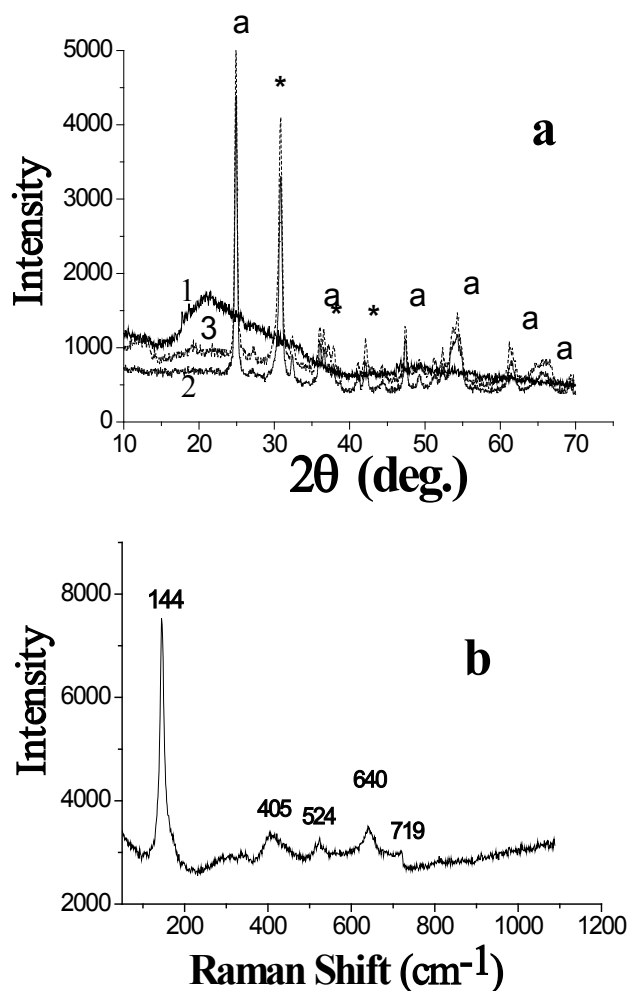 a
5000
*
4000
a
3000
Intensity
2000
1
a
*
*
a
a
a
a
3
1000
2
0
10 20 30 40 50 60 70
2θ (deg.)
8000
144
b
Intensity
6000
4000
405 524 640 719
2000
200 400 600 800 1000 1200
Raman Shift (cm-1)